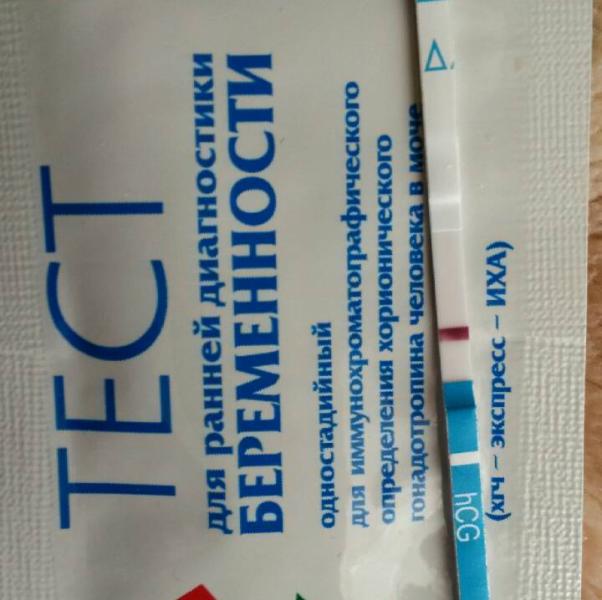 ТЕСТ
для ранней диагностики
БЕРЕМЕННОСТИ
одностадийный
для иммунохроматографического
определения хорионического
гонадотропина человека в моче
(хгч – экспресс – ИХА)
hCG